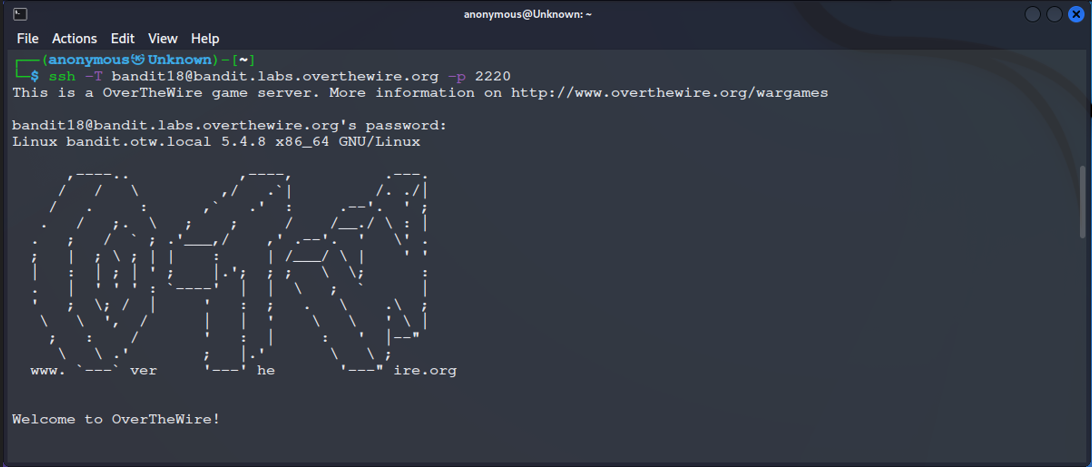 anonymous@Unknown: ~
File Actions Edit View Help
┌──(anonymous㉿Unknown)-[~]
└─$ ssh -T bandit18@bandit.labs.overthewire.org -p 2220
This is a OverTheWire game server. More information on http://www.overthewire.org/wargames
bandit18@bandit.labs.overthewire.org's password:
Linux bandit.otw.local 5.4.8 x86_64 GNU/Linux
www. `---` ver '---' he '---" ire.org
Welcome to OverTheWire!